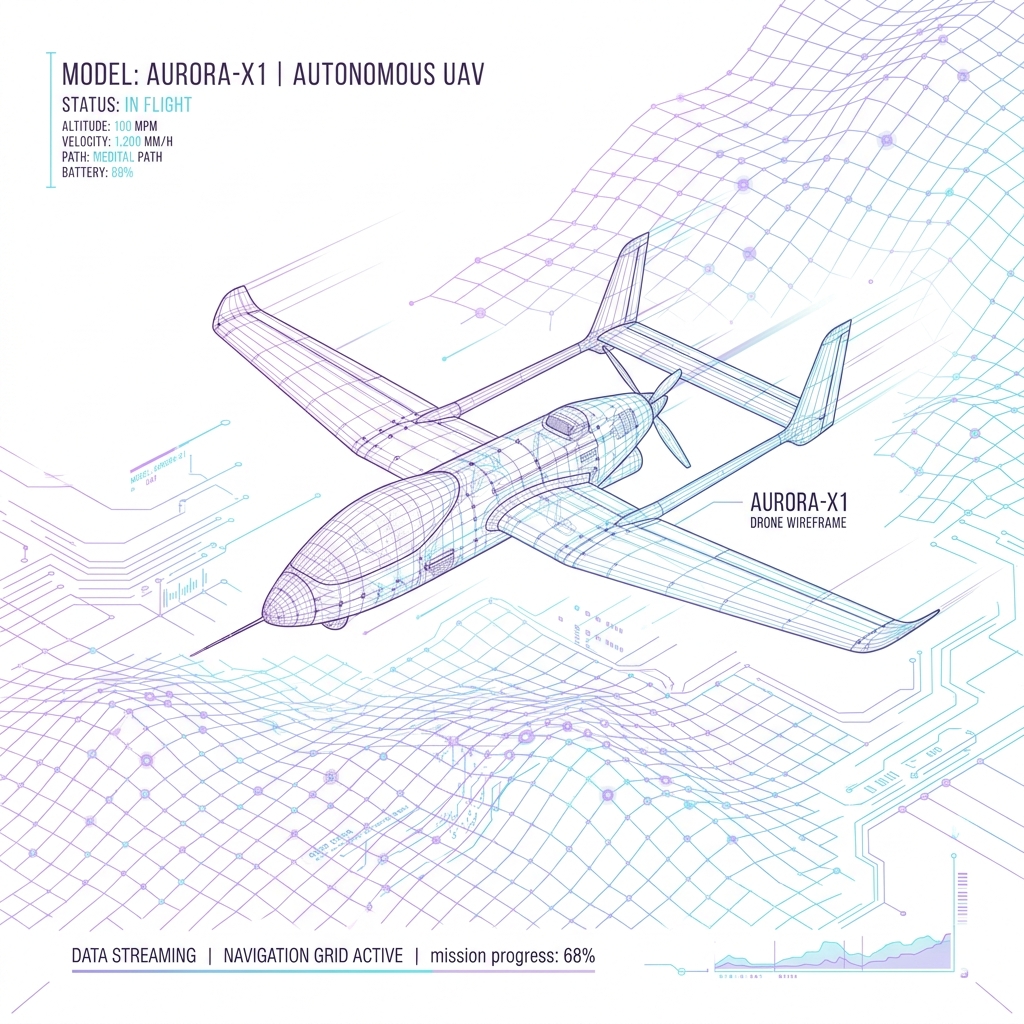 MODEL: AURORA-X1 | AUTONOMOUS UAV
STATUS: IN FLIGHT
ALTITUDE: 100 MPM
VELOCITY: 1,200 MM/H
PATH: MEDITAL PATH
BATTERY: 89%
AURORA-X1
DRONE WIREFRAME
DATA STREAMING | NAVIGATION GRID ACTIVE | mission progress: 68%